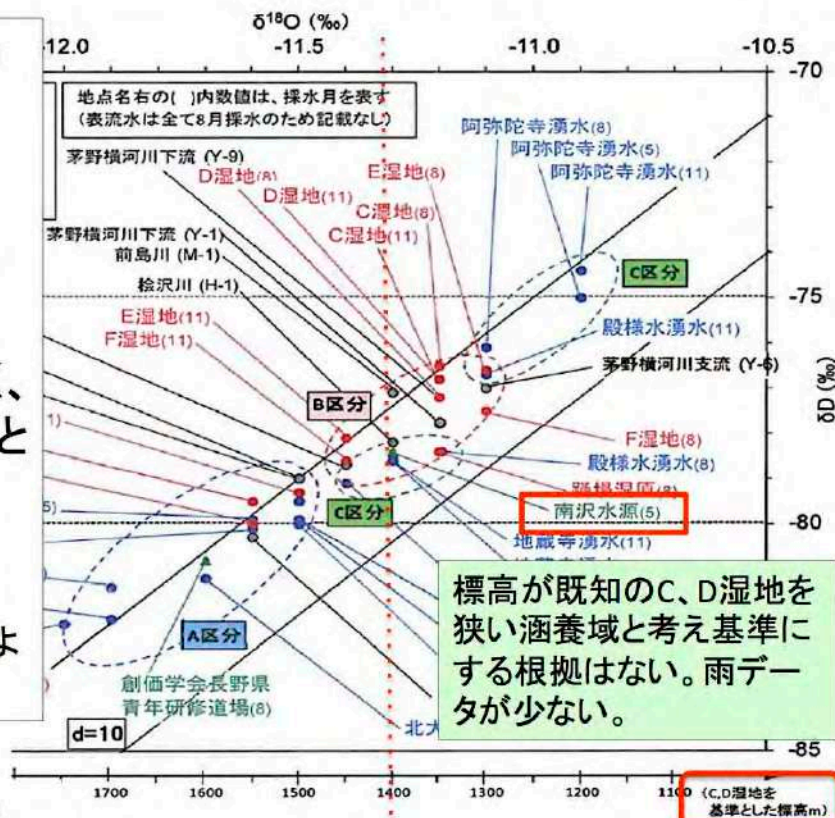 δ18O (‰)
-12.0
-11.5
-11.0
-10.5
地点名右の( )内数値は、採水月を表す
(表流水は全て8月採水のため記載なし)
茅野横河川下流 (Y-9)
D湿地(8)
D湿地(11)
E湿地(8)
C湿地(8)
C湿地(11)
阿弥陀寺湧水(8)
阿弥陀寺湧水(5)
阿弥陀寺湧水(11)
茅野横河川下流 (Y-1)
前島川 (M-1)
桧沢川 (H-1)
E湿地(11)
F湿地(11)
C区分
殿様水湧水(11)
茅野横河川支流 (Y-6)
B区分
F湿地(8)
殿様水湧水(8)
踊場湿原(8)
南沢水源(5)
地蔵寺湧水(11)
C区分
A区分
創価学会長野県
青年研修道場(8)
北大
d=10
-70
-75
-80
-85
δD (‰)
、
と
よ
1)
5)
標高が既知のC、D湿地を
狭い涵養域と考え基準に
する根拠はない。雨デー
タが少ない。
1700
1600
1500
1400
1300
1200
1100
(C,D湿地を
基準とした標高m)